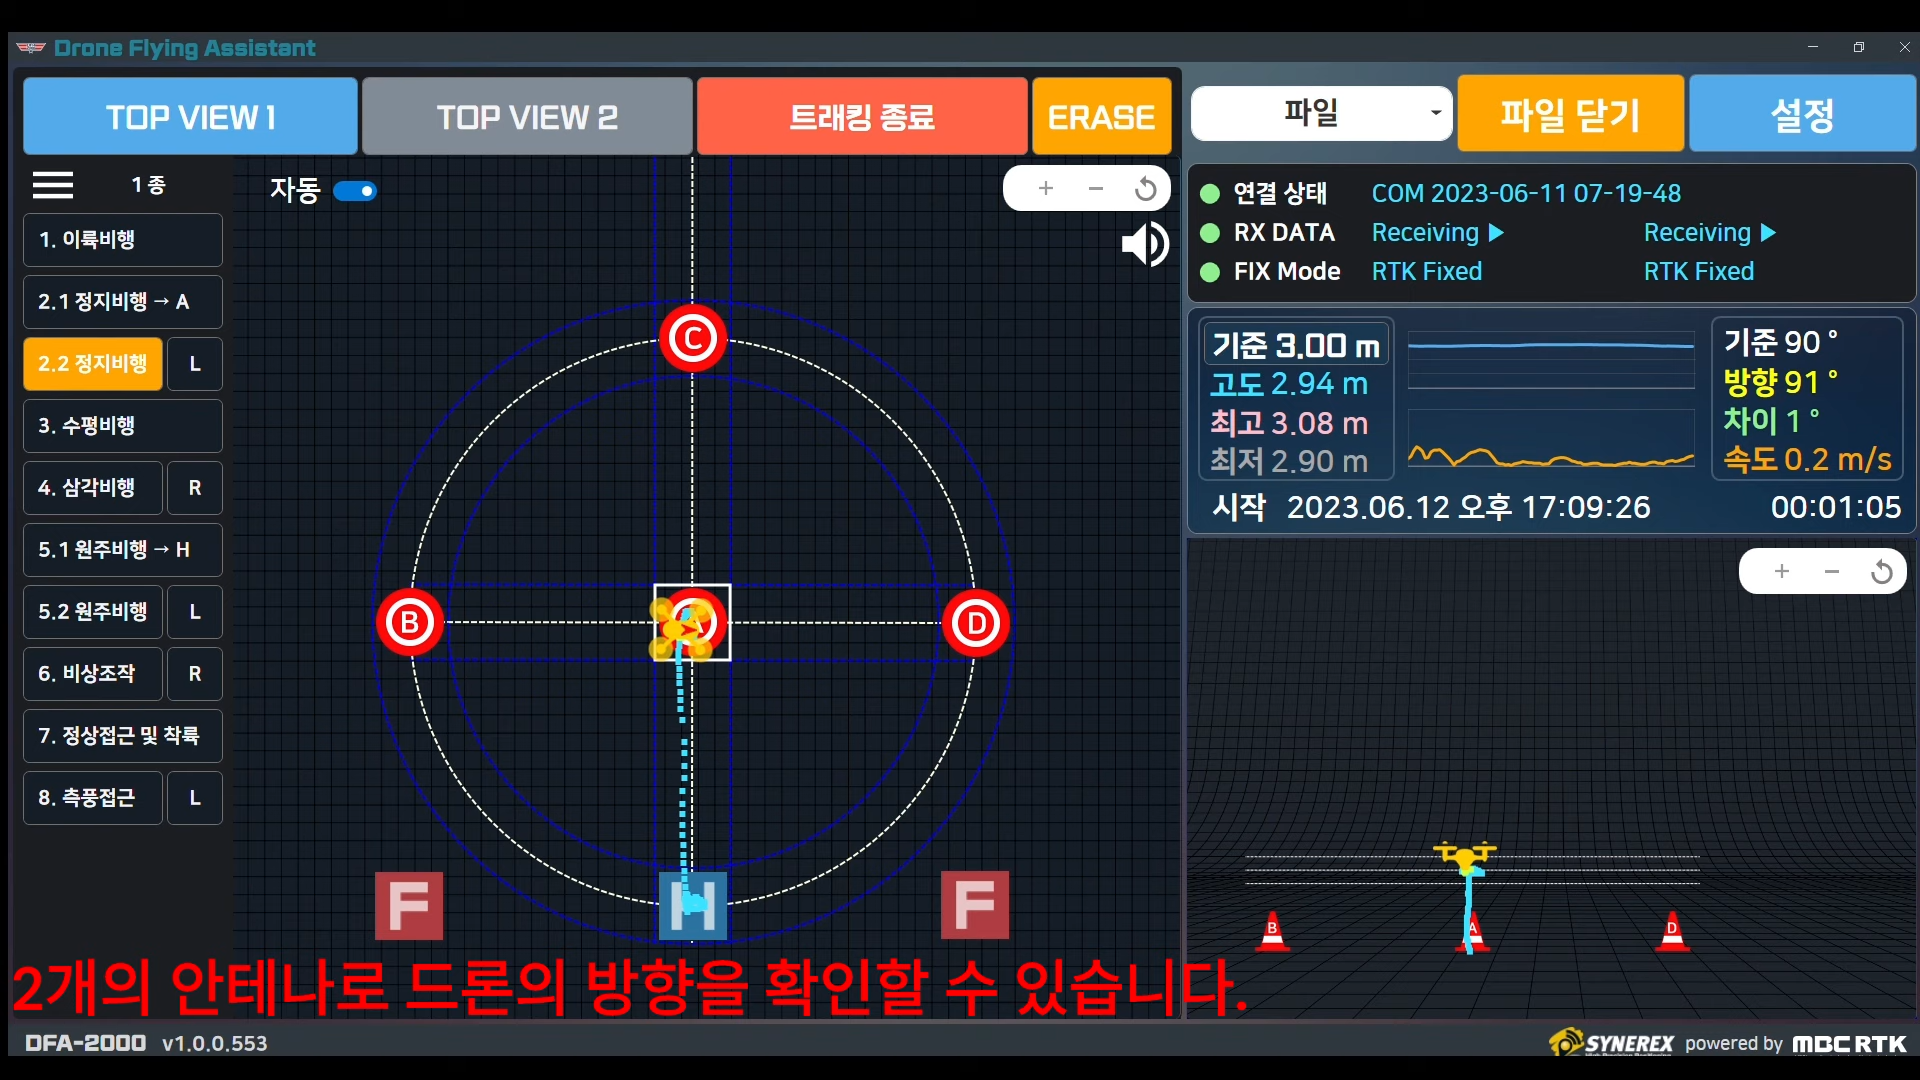 Drone Flying Assistant
TOP VIEW 1
TOP VIEW 2
트래킹 종료
ERASE
파일
파일 닫기
설정
1 종
자동
1. 이륙비행
2.1 정지비행 → A
2.2 정지비행 L
3. 수평비행
4. 삼각비행 R
5.1 원주비행 → H
5.2 원주비행 L
6. 비상조작 R
7. 정상접근 및 착륙
8. 측풍접근 L
C
B
A
D
F
H
F
연결 상태 COM 2023-06-11 07-19-48
RX DATA Receiving ▶ Receiving ▶
FIX Mode RTK Fixed RTK Fixed
기준 3.00 m
고도 2.94 m
최고 3.08 m
최저 2.90 m
기준 90 °
방향 91 °
차이 1 °
속도 0.2 m/s
시작 2023.06.12 오후 17:09:26 00:01:05
B
A
D
2개의 안테나로 드론의 방향을 확인할 수 있습니다.
DFA-2000 v1.0.0.553
SYNEREX powered by MBC RTK